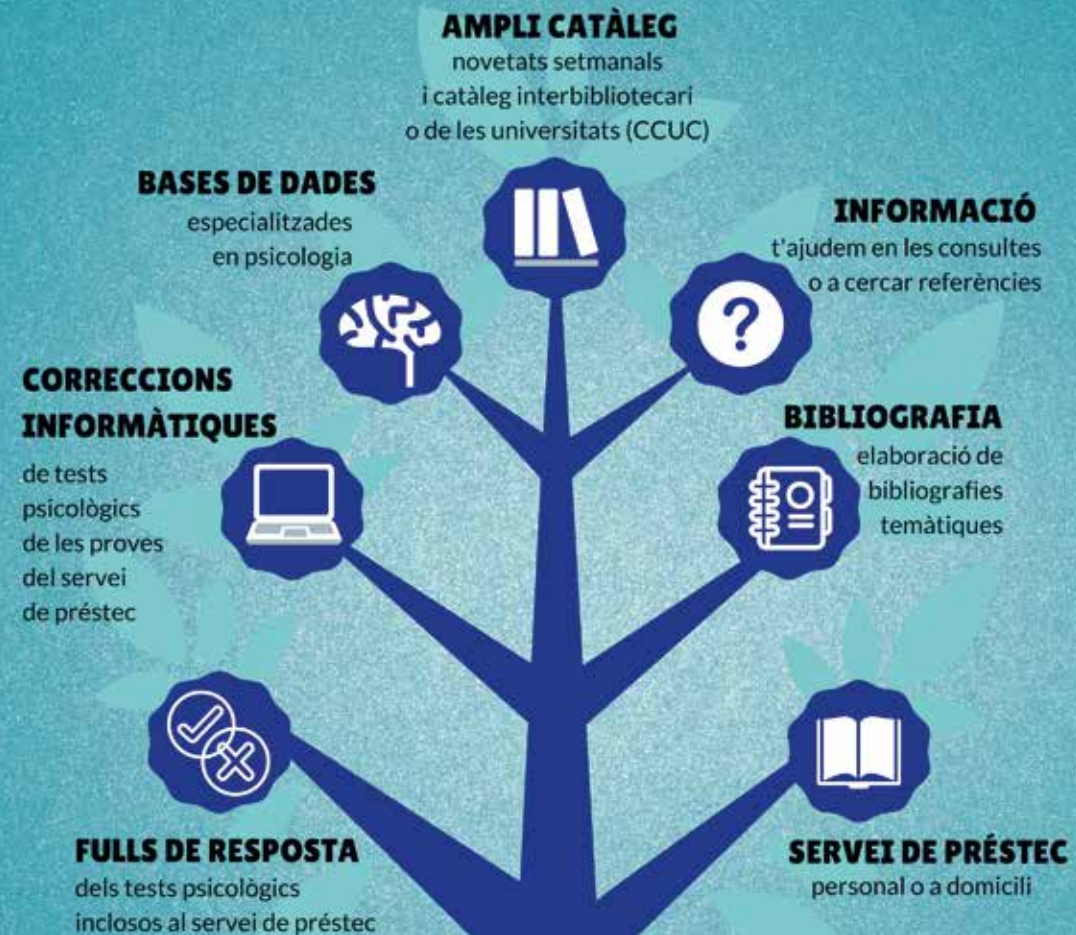 AMPLI CATÀLEG
novetats setmanals
i catàleg interbibliotecari
o de les universitats (CCUC)
BASES DE DADES
especialitzades
en psicologia
INFORMACIÓ
t'ajudem en les consultes
o a cercar referències
CORRECCIONS
INFORMÀTIQUES
de tests
psicològics
de les proves
del servei
de préstec
BIBLIOGRAFIA
elaboració de
bibliografies
temàtiques
FULLS DE RESPOSTA
dels tests psicològics
inclosos al servei de préstec
SERVEI DE PRÉSTEC
personal o a domicili